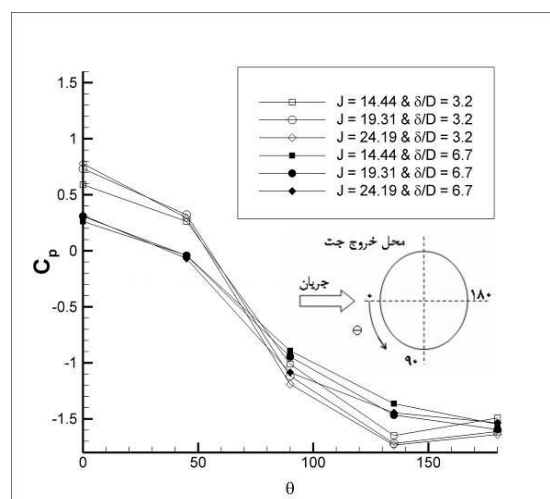 1.5
1
0.5
0
-0.5
-1
-1.5
C_p
0
50
100
150
θ
J = 14.44 & δ/D = 3.2
J = 19.31 & δ/D = 3.2
J = 24.19 & δ/D = 3.2
J = 14.44 & δ/D = 6.7
J = 19.31 & δ/D = 6.7
J = 24.19 & δ/D = 6.7
محل خروج جت
جریان
۰
۱۸۰
θ
۹۰